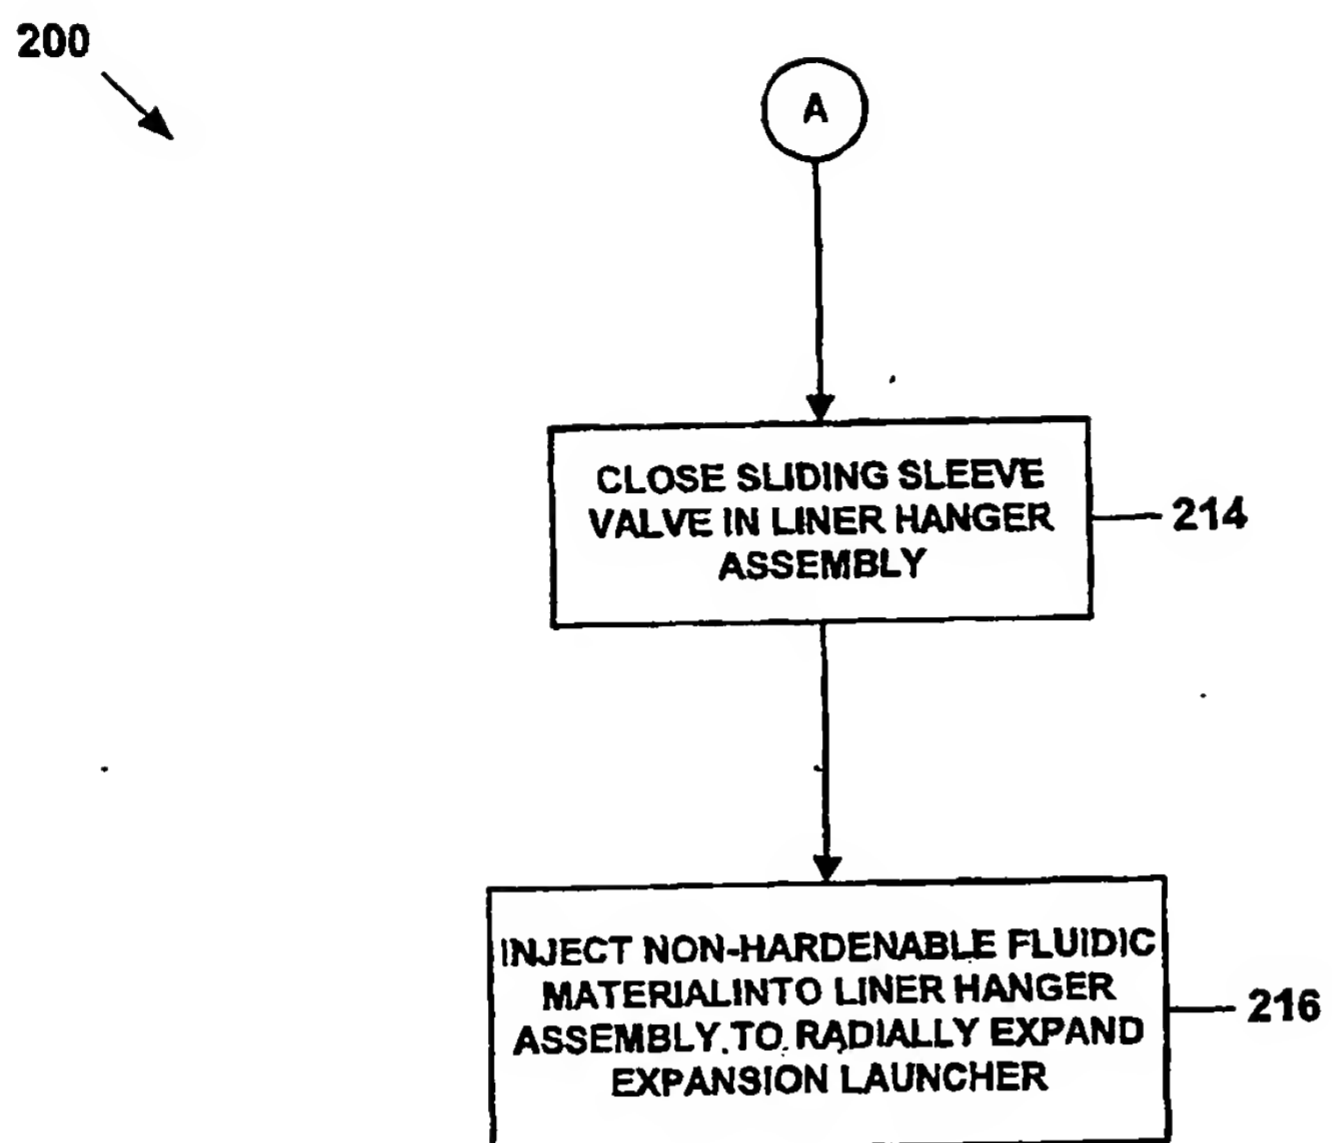 200
A
CLOSE SLIDING SLEEVE
VALVE IN LINER HANGER
ASSEMBLY
214
INJECT NON-HARDENABLE FLUIDIC
MATERIALINTO LINER HANGER
ASSEMBLY TO RADIALLY EXPAND
EXPANSION LAUNCHER
216